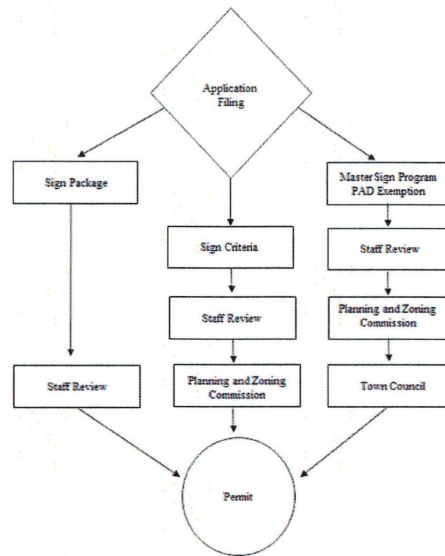 Application
Filing
Sign Package
Master Sign Program
PAD Exemption
Sign Criteria
Staff Review
Staff Review
Planning and Zoning
Commission
Staff Review
Planning and Zoning
Commission
Town Council
Permit